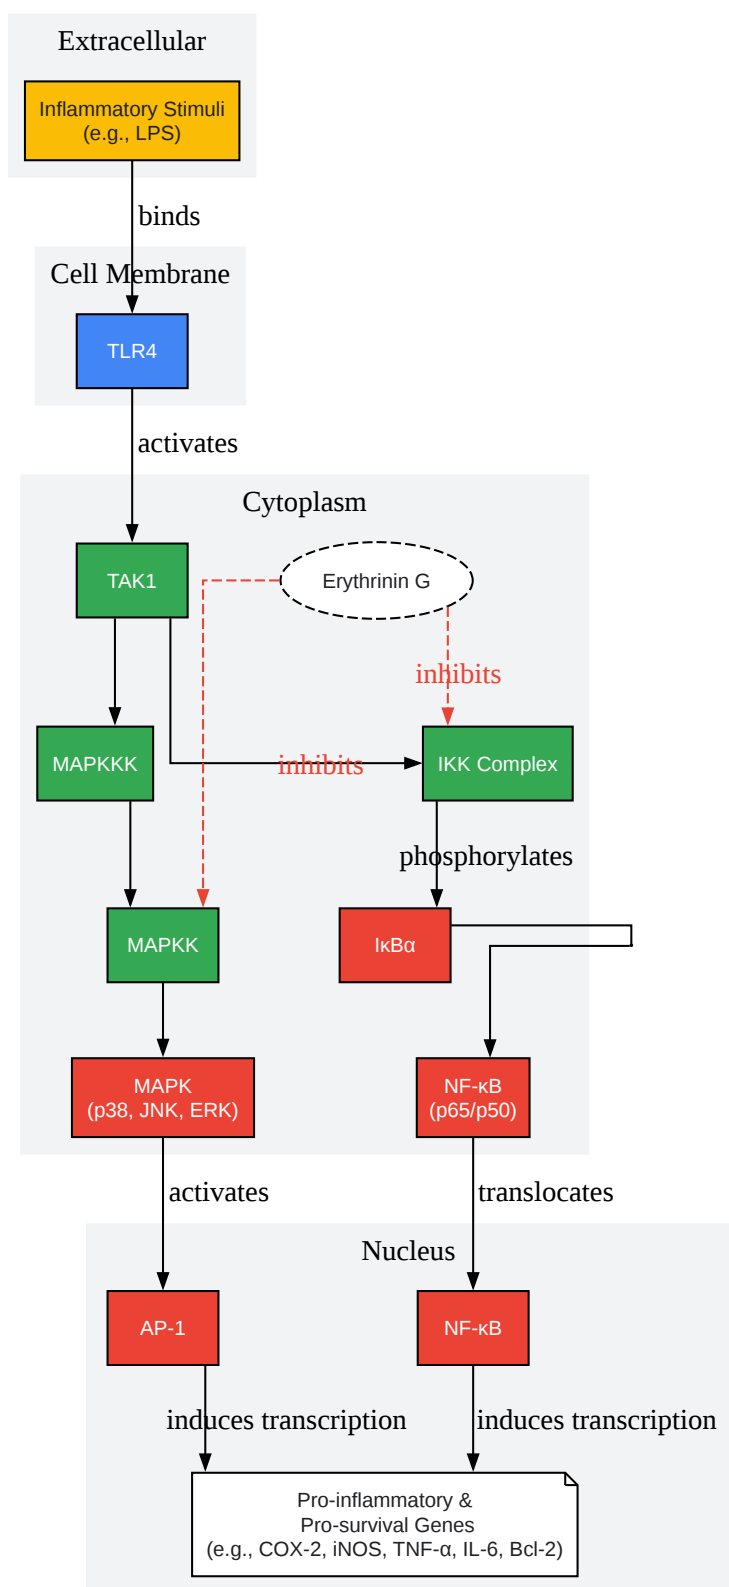 Extracellular
Inflammatory Stimuli
(e.g., LPS)
binds
Cell Membrane
TLR4
activates
Cytoplasm
TAK1
Erythrinin G
inhibits
MAPKKK
inhibits
IKK Complex
phosphorylates
MAPKK
IκBα
MAPK
(p38, JNK, ERK)
NF-κB
(p65/p50)
activates
translocates
Nucleus
AP-1
NF-κB
induces transcription
induces transcription
Pro-inflammatory &
Pro-survival Genes
(e.g., COX-2, iNOS, TNF-α, IL-6, Bcl-2)